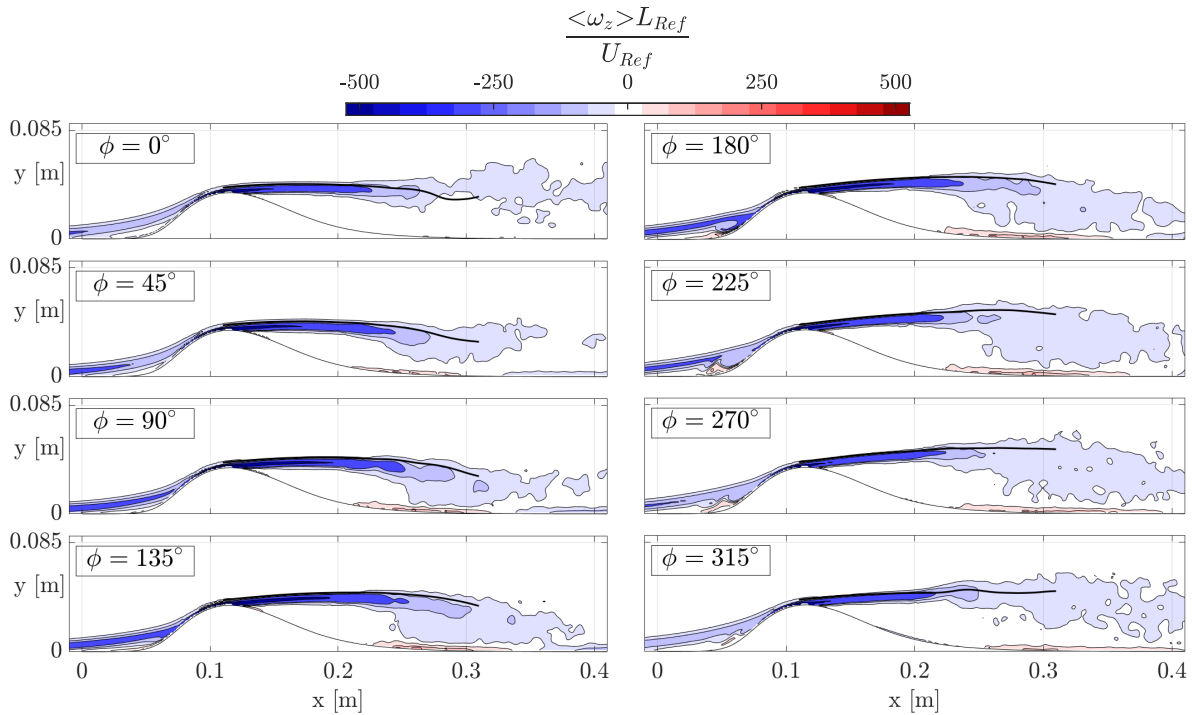 <ω_z> L_Ref
U_Ref
-500 -250 0 250 500
0.085
ϕ = 0°
ϕ = 180°
y [m]
0
0.085
ϕ = 45°
ϕ = 225°
y [m]
0
0.085
ϕ = 90°
ϕ = 270°
y [m]
0
0.085
ϕ = 135°
ϕ = 315°
y [m]
0
0 0.1 0.2 0.3 0.4 0 0.1 0.2 0.3 0.4
x [m] x [m]